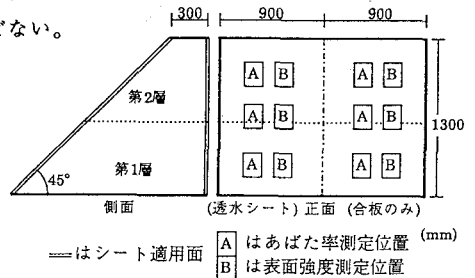 でない。
300 900 900
A B A B
第2層
A B A B
1300
第1層
A B A B
45°
側面 (透水シート) 正面 (合板のみ)
(mm)
＝はシート適用面 A はあばた率測定位置
B は表面強度測定位置